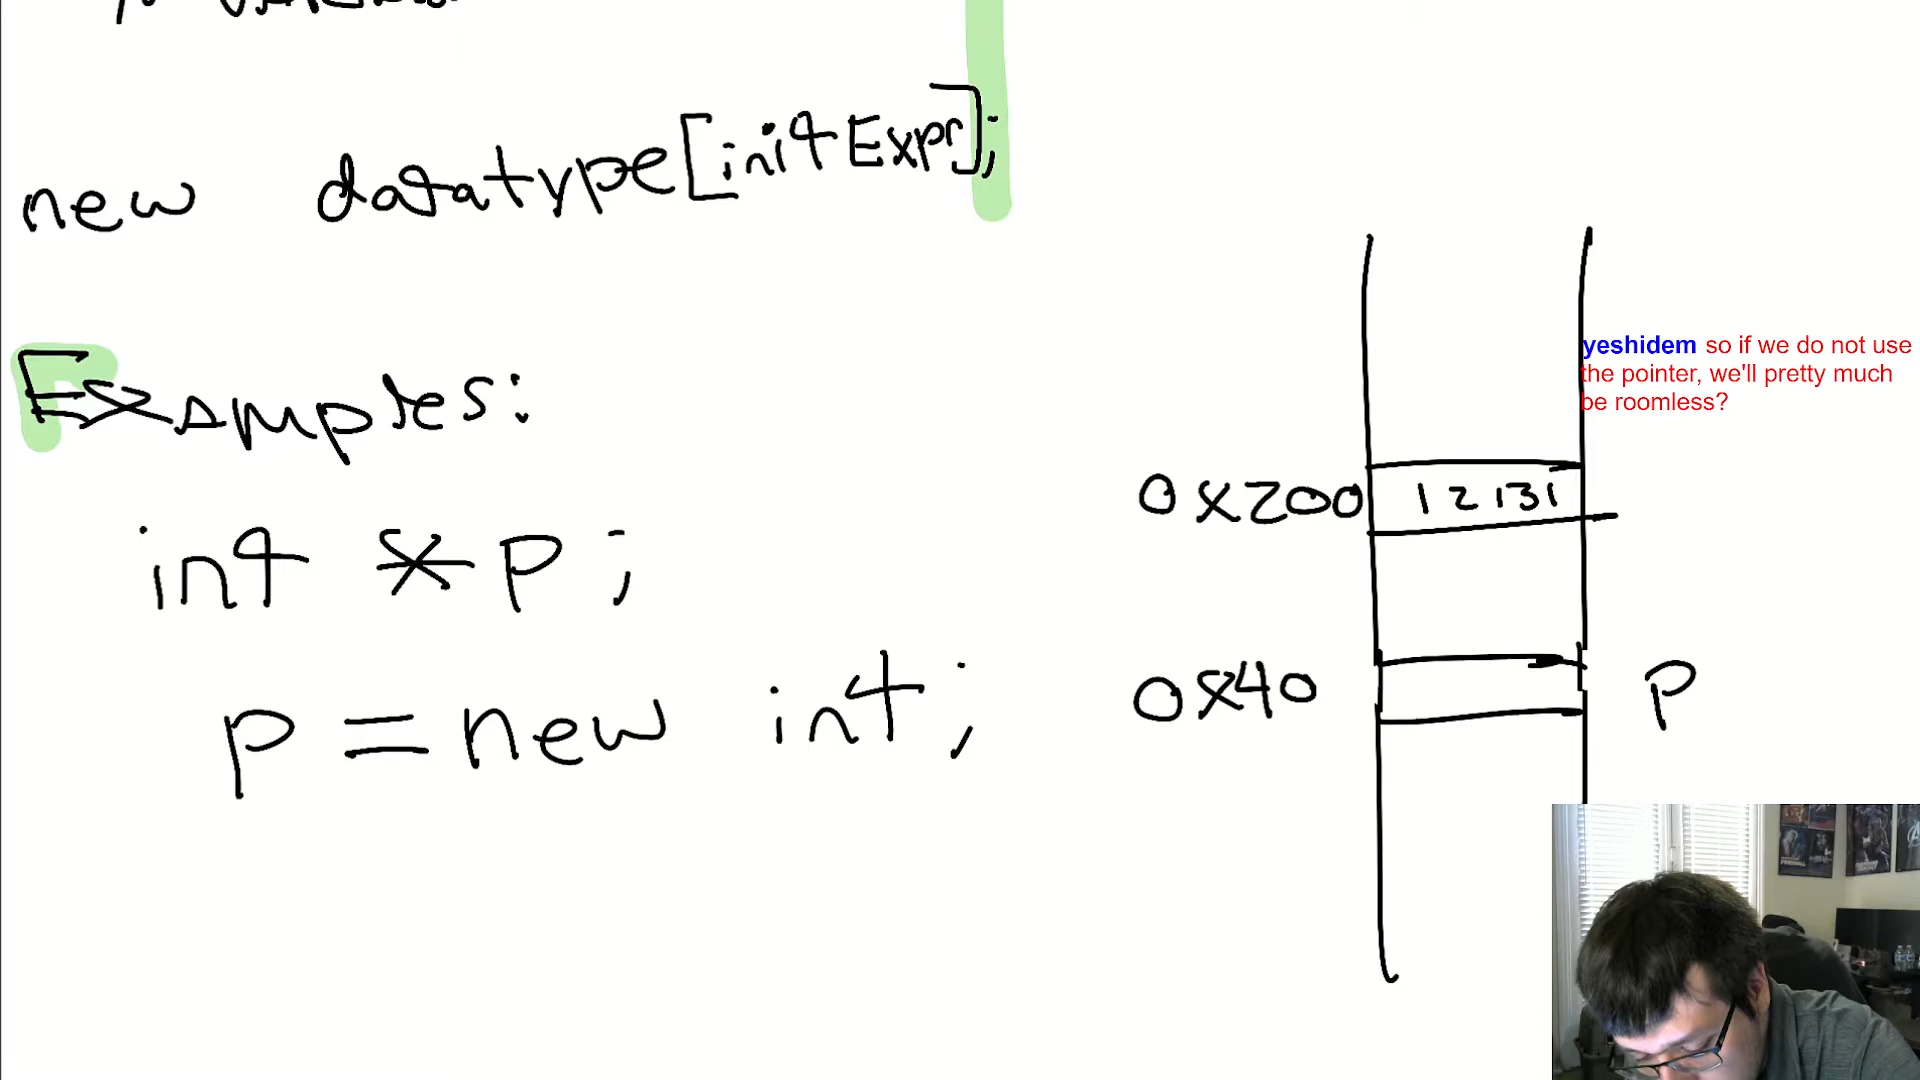 new datatype[intExpr];
Examples:
int *p;
p = new int;
yeshidem so if we do not use
the pointer, we'll pretty much
be roomless?
0x200 12131
0x40 p